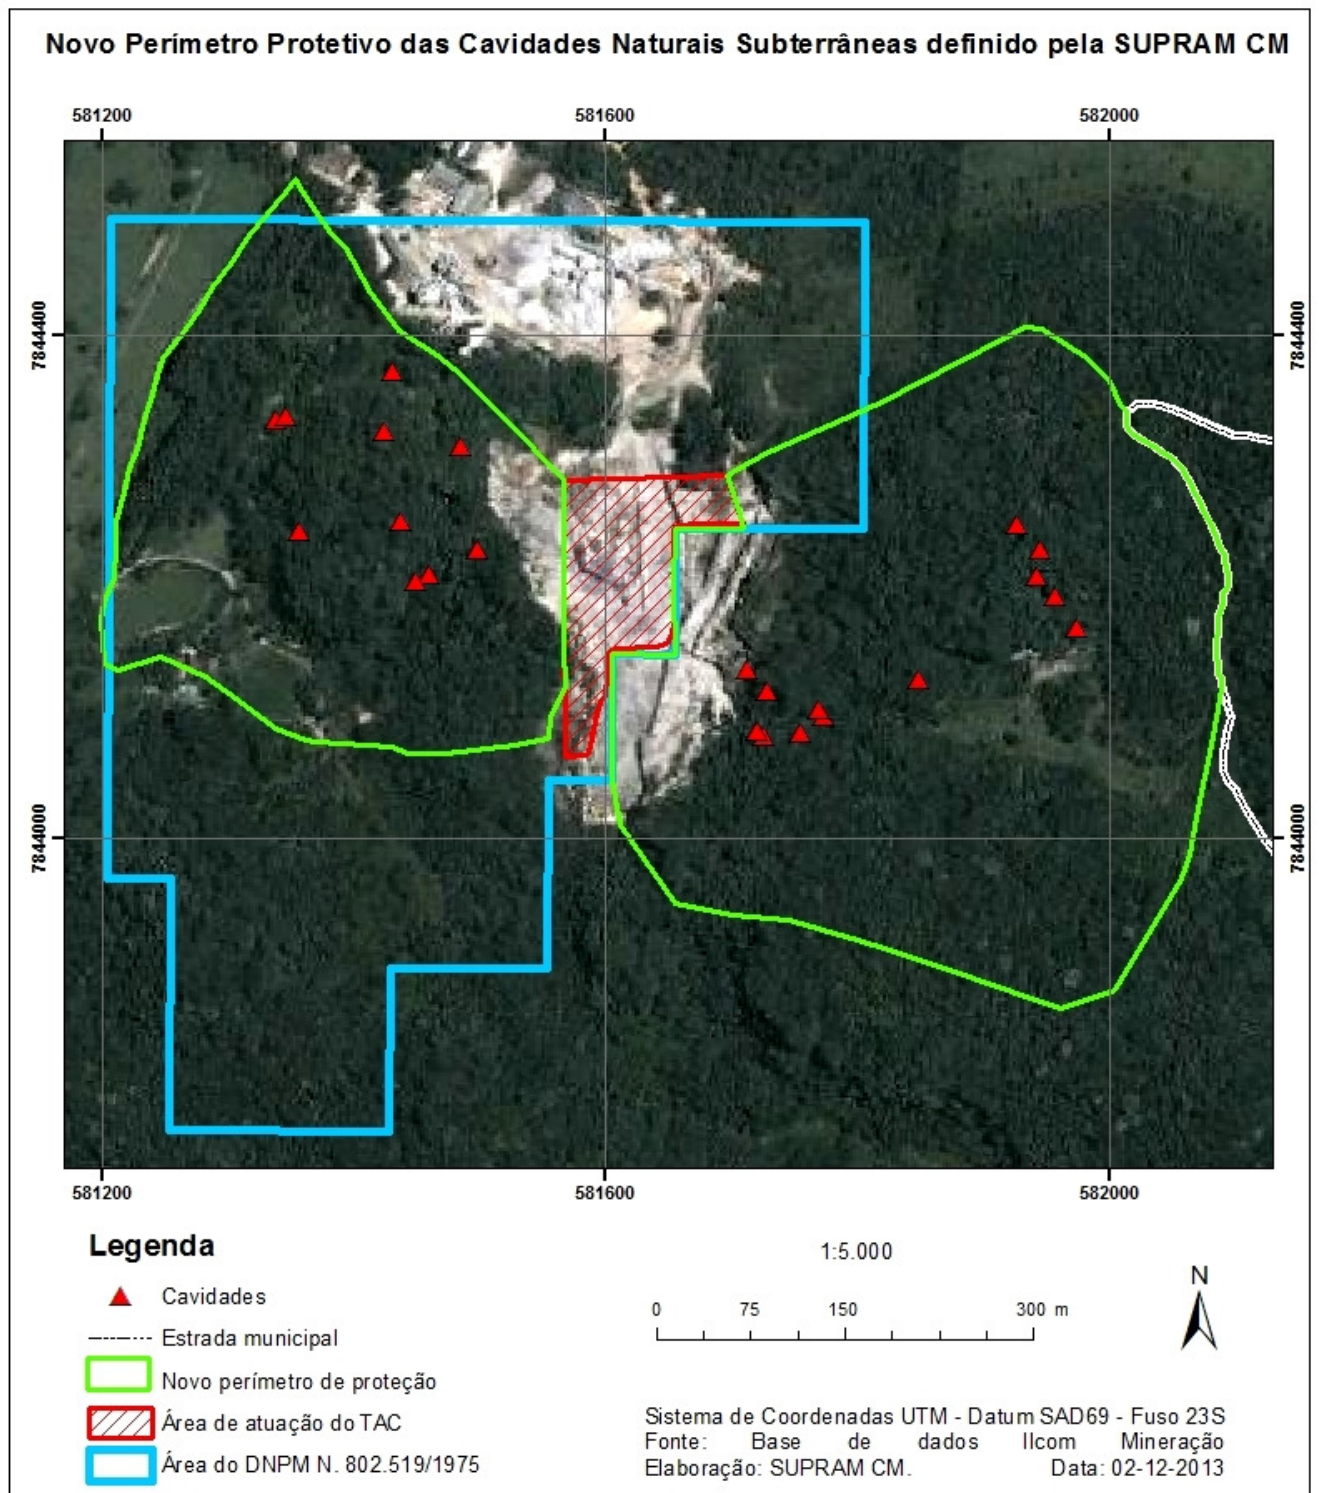 Novo Perímetro Protetivo das Cavidades Naturais Subterrâneas definido pela SUPRAM CM
581200 581600 582000
7844400 7844400
7844000 7844000
581200 581600 582000
Legenda
Cavidades
Estrada municipal
Novo perímetro de proteção
Área de atuação do TAC
Área do DNPM N. 802.519/1975
1:5.000
0 75 150 300 m
N
Sistema de Coordenadas UTM - Datum SAD69 - Fuso 23S
Fonte: Base de dados Ilcom Mineração
Elaboração: SUPRAM CM. Data: 02-12-2013